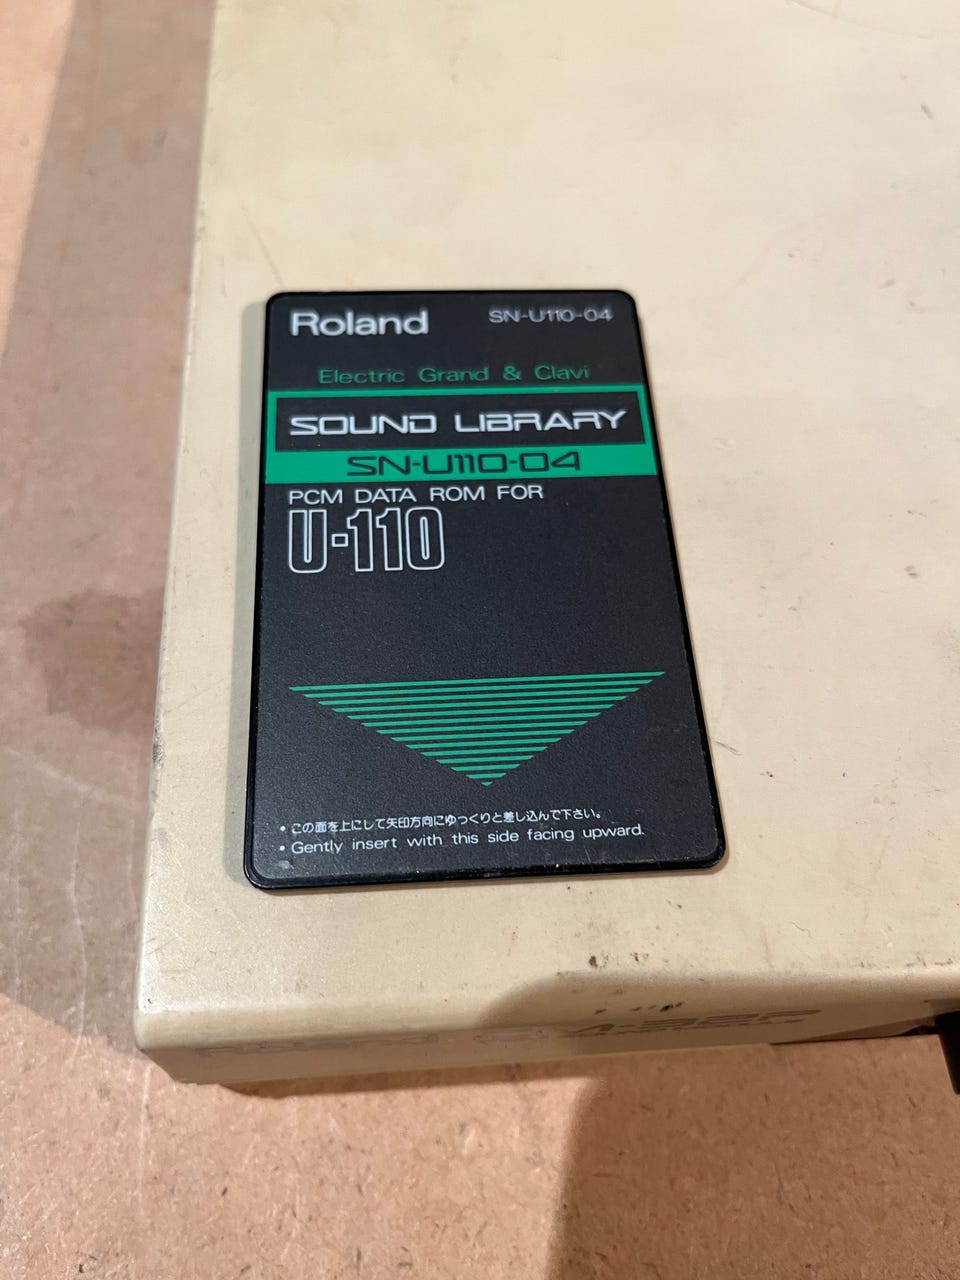 Roland
SN-U110-04
Electric Grand & Clavi
SOUND LIBRARY
SN-U110-04
PCM DATA ROM FOR
U-110
• この面を上にして矢印方向にゆっくりと差し込んで下さい。
• Gently insert with this side facing upward.
Roland